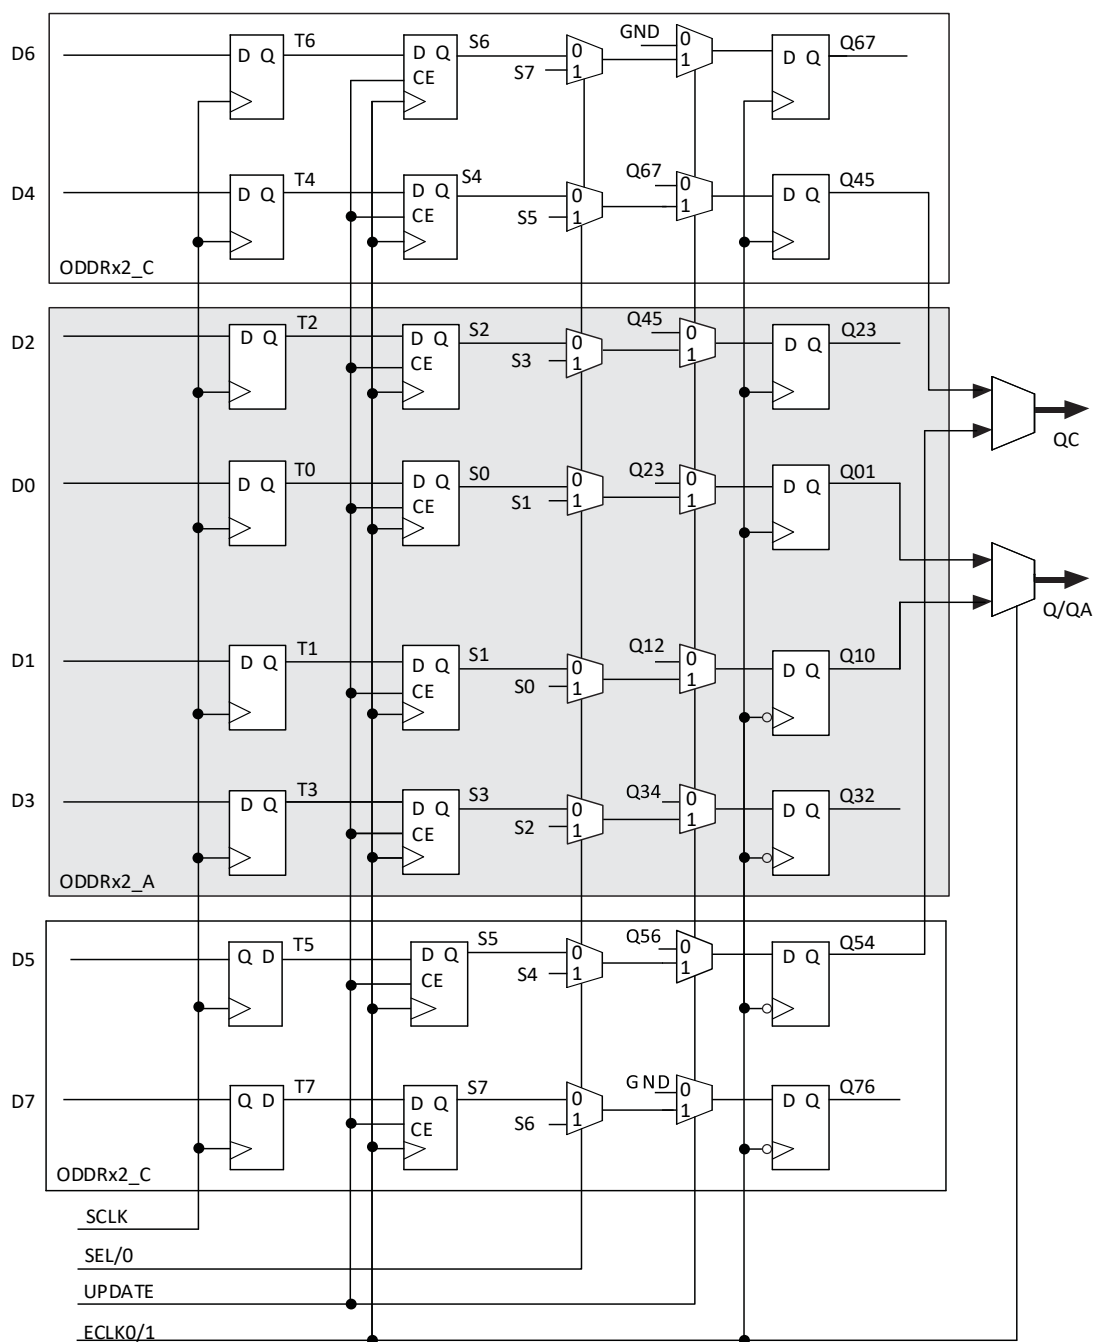 D6 D Q T6 D Q S6 CE 0 1 S7 GND 0 1 D Q Q67
D4 D Q T4 D Q S4 CE 0 1 S5 Q67 0 1 D Q Q45
ODDRx2_C
D2 D Q T2 D Q S2 CE 0 1 S3 Q45 0 1 D Q Q23
QC
D0 D Q T0 D Q S0 CE 0 1 S1 Q23 0 1 D Q Q01
Q/QA
D1 D Q T1 D Q S1 CE 0 1 S0 Q12 0 1 D Q Q10
D3 D Q T3 D Q S3 CE 0 1 S2 Q34 0 1 D Q Q32
ODDRx2_A
D5 Q D T5 D Q S5 CE 0 1 S4 Q56 0 1 D Q Q54
D7 Q D T7 D Q S7 CE 0 1 S6 GND 0 1 D Q Q76
ODDRx2_C
SCLK
SEL/0
UPDATE
ECLK0/1